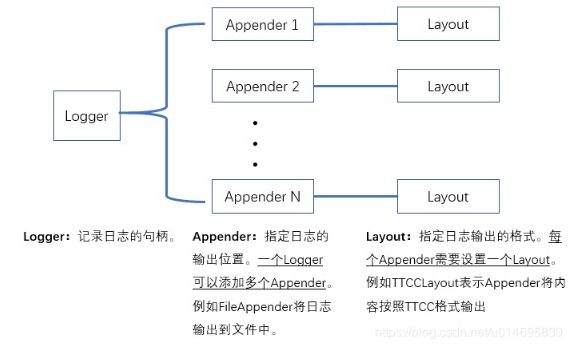 Appender 1
Layout
Appender 2
Layout
Logger
Appender N
Layout
Logger：记录日志的句柄。
Appender：指定日志的
输出位置。一个Logger
可以添加多个Appender。
例如FileAppender将日志
输出到文件中。
Layout：指定日志输出的格式。每
个Appender需要设置一个Layout。
例如TTCCLayout表示Appender将内
容按照TTCC格式输出
https://blog.csdn.net/u014695839